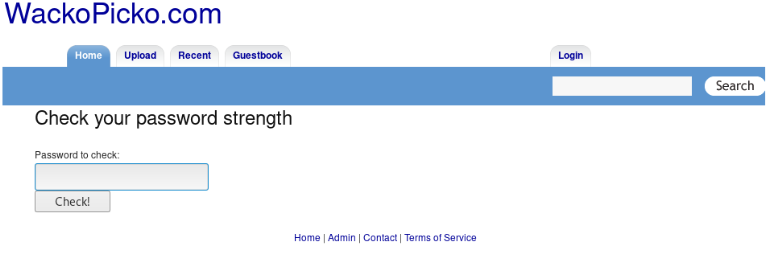 WackoPicko.com
Home Upload Recent Guestbook Login
Search
Check your password strength
Password to check:
Check!
Home | Admin | Contact | Terms of Service